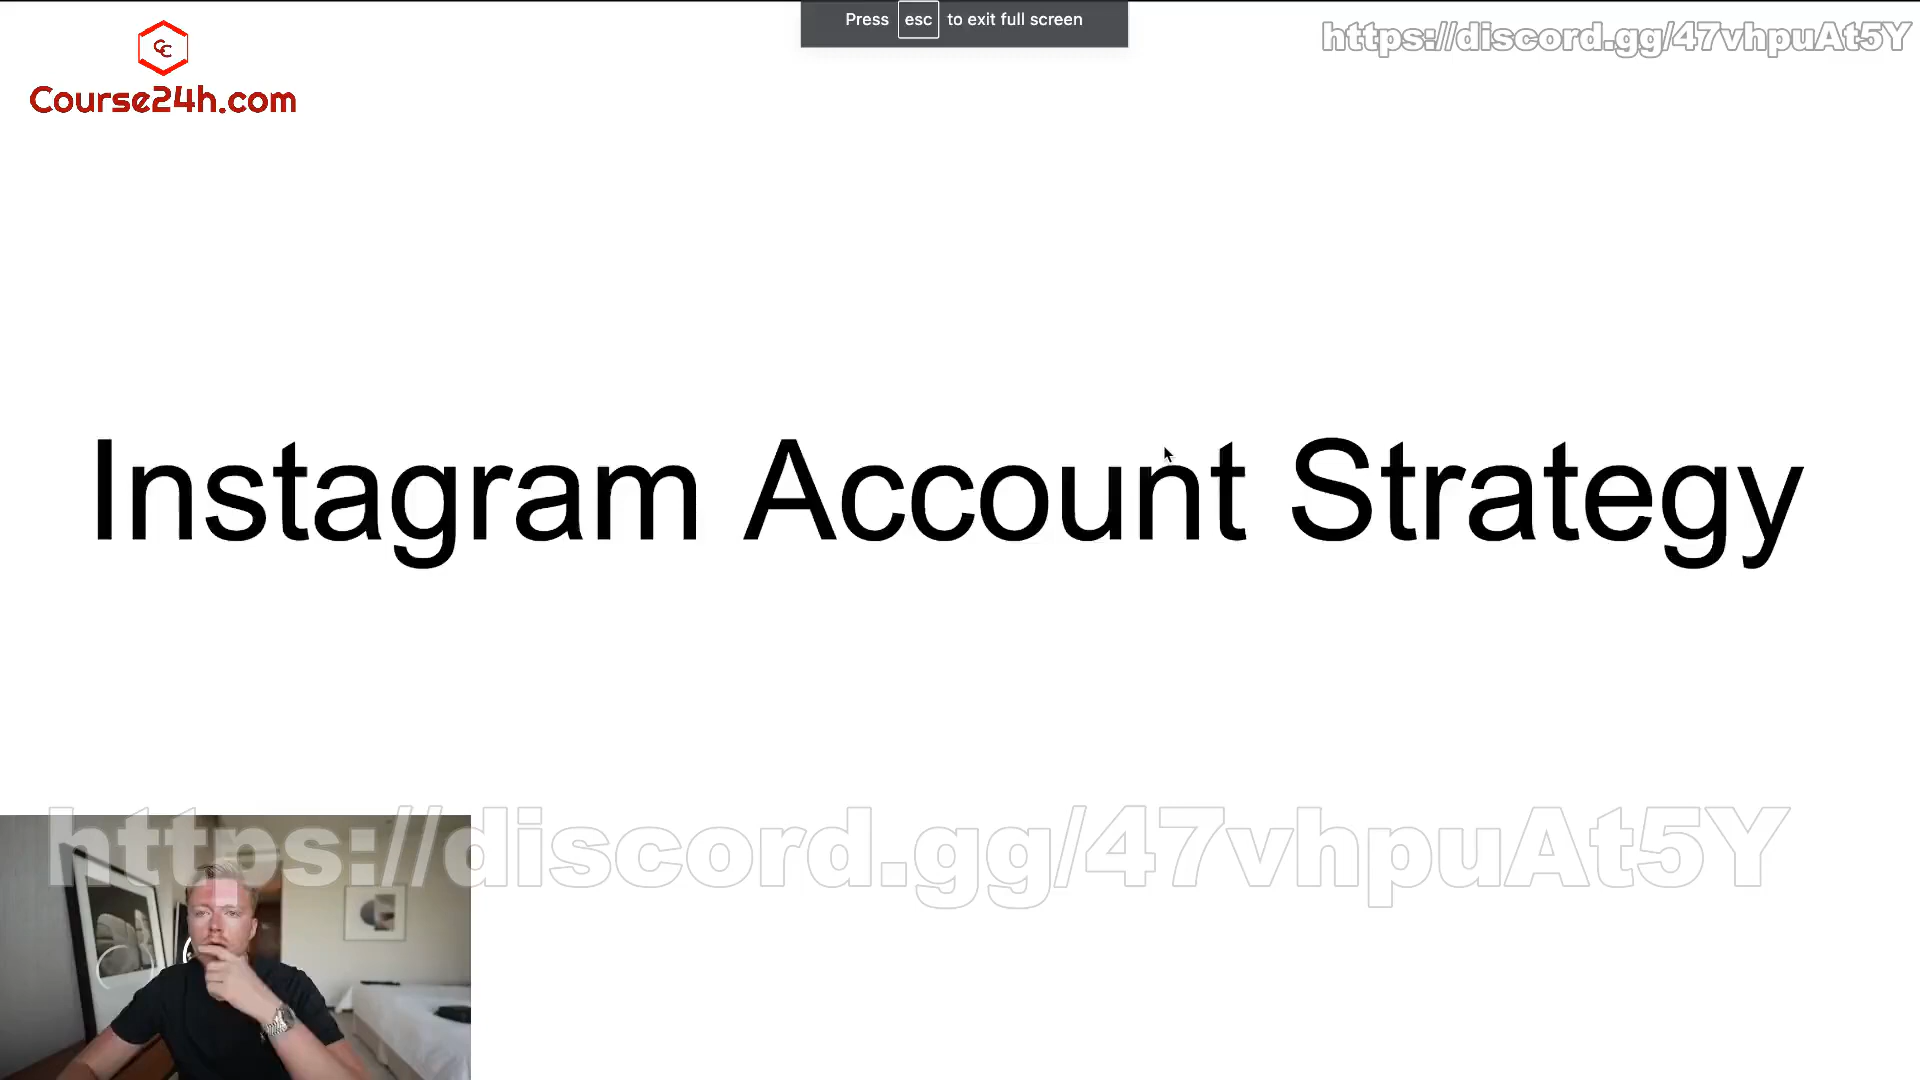 Press esc to exit full screen
https://discord.gg/47vhpuAt5Y
CC
Course24h.com
Instagram Account Strategy
https://discord.gg/47vhpuAt5Y